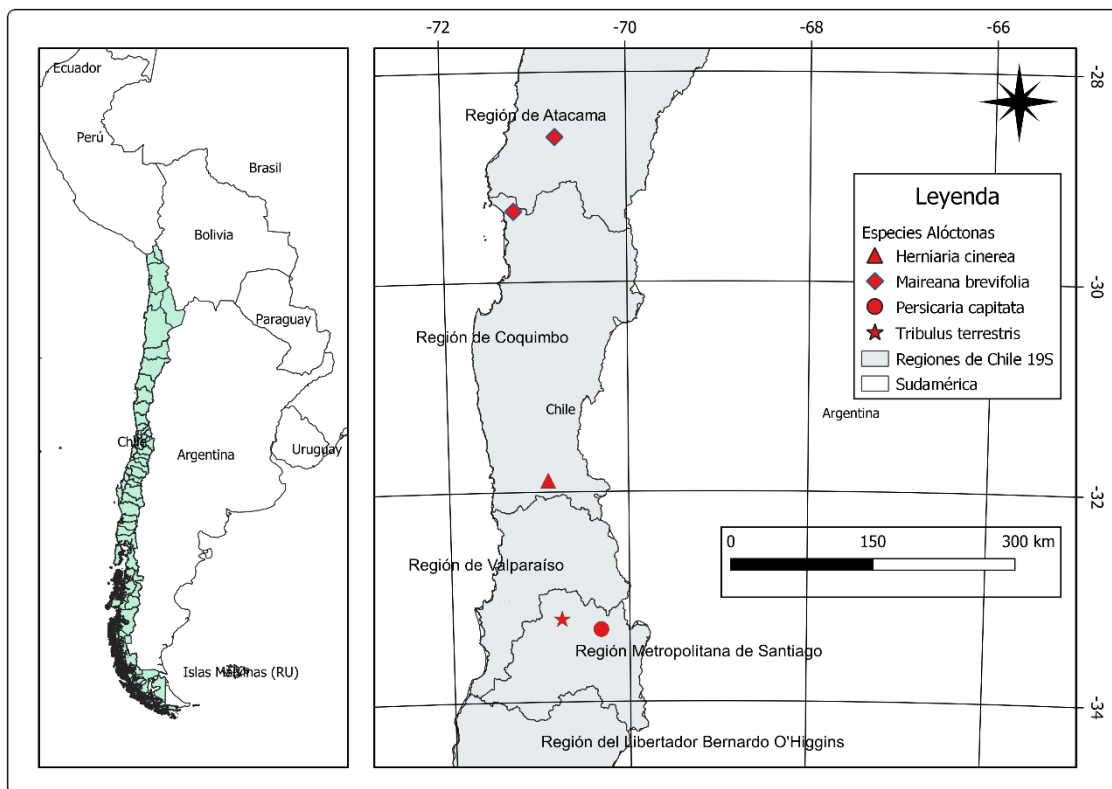 Ecuador
Perú
Brasil
Bolivia
Paraguay
Chile
Argentina
Uruguay
Islas Malvinas (RU)
-72
-70
-68
-66
-28
-30
-32
-34
Región de Atacama
Región de Coquimbo
Chile
Argentina
Región de Valparaíso
Región Metropolitana de Santiago
Región del Libertador Bernardo O'Higgins
Leyenda
Especies Alóctonas
Herniaria cinerea
Maireana brevifolia
Persicaria capitata
Tribulus terrestris
Regiones de Chile 19S
Sudamérica
0 150 300 km